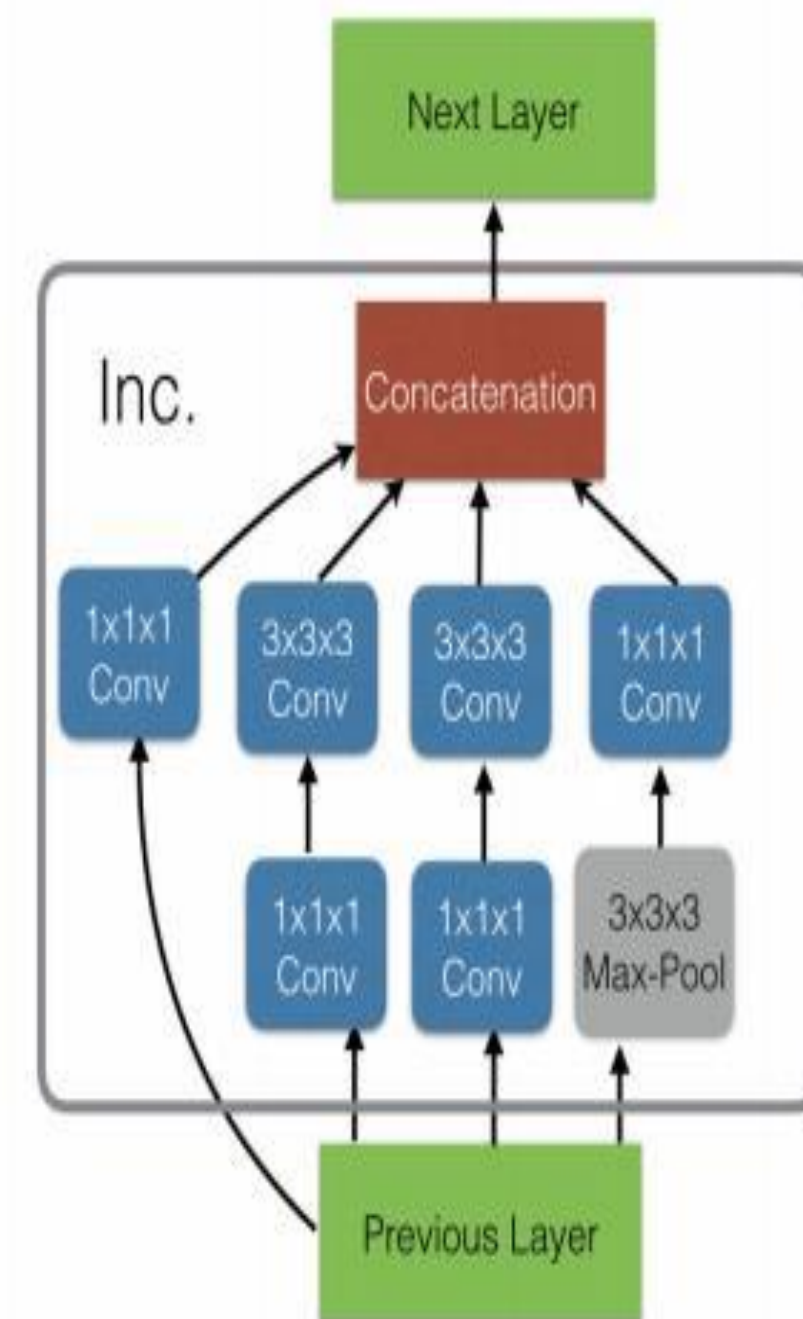 Next Layer
Inc.
Concatenation
1x1x1
Conv
3x3x3
Conv
3x3x3
Conv
1x1x1
Conv
1x1x1
Conv
1x1x1
Conv
3x3x3
Max-Pool
Previous Layer